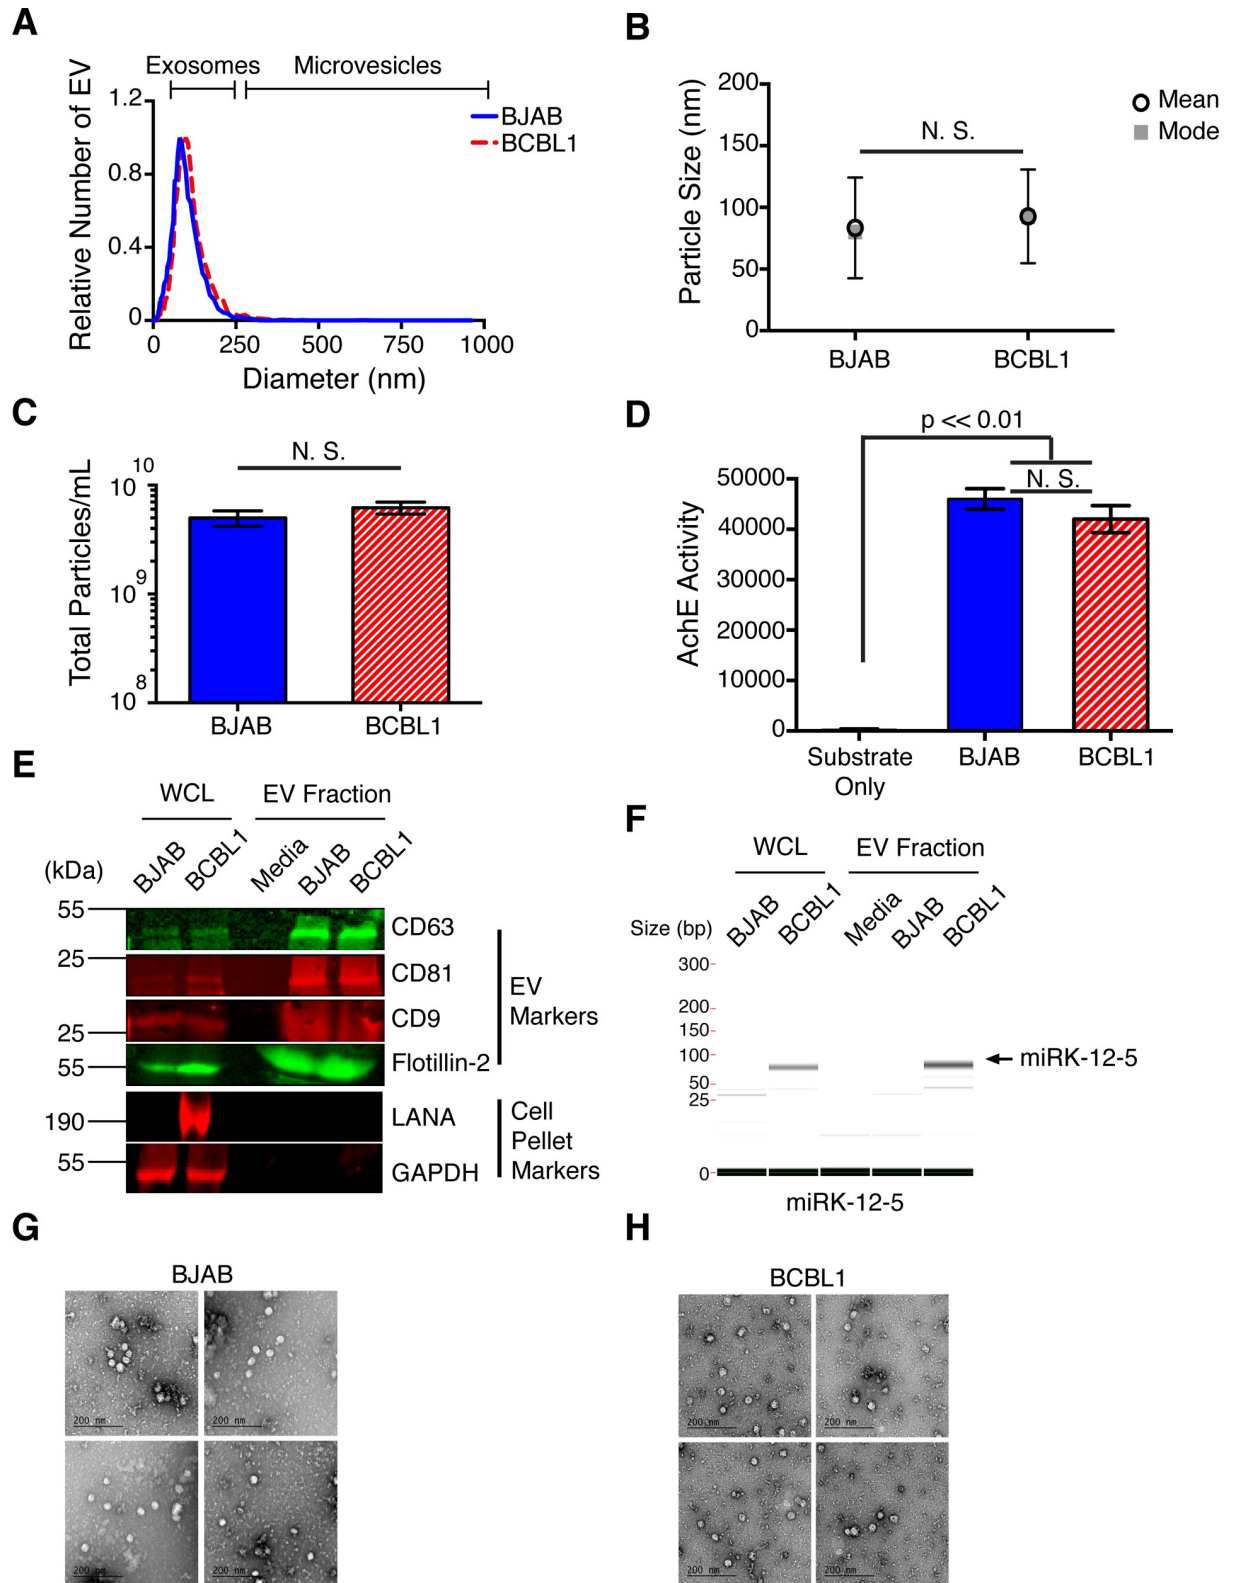 A
Exosomes Microvesicles
Relative Number of EV
1.2
0.8
0.4
0
0 250 500 750 1000
Diameter (nm)
BJAB
BCBL1
B
Particle Size (nm)
200
150
100
50
0
N. S.
BJAB BCBL1
Mean
Mode
C
Total Particles/mL
10^10
10^9
10^8
N. S.
BJAB BCBL1
D
p << 0.01
N. S.
AchE Activity
50000
40000
30000
20000
10000
0
Substrate Only
BJAB
BCBL1
E
WCL EV Fraction
(kDa) BJAB BCBL1 Media BJAB BCBL1
55 CD63
25 CD81
25 CD9
55 Flotillin-2
190 LANA
55 GAPDH
EV
Markers
Cell
Pellet
Markers
F
WCL EV Fraction
Size (bp) BJAB BCBL1 Media BJAB BCBL1
300
200
150
100
50
25
0
miRK-12-5
miRK-12-5
G
BJAB
200 nm 200 nm
200 nm 200 nm
H
BCBL1
200 nm 200 nm
200 nm 200 nm